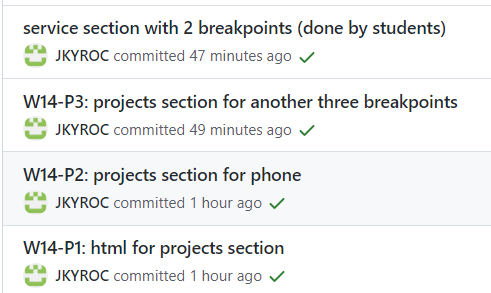 service section with 2 breakpoints (done by students)
JKYROC committed 47 minutes ago
W14-P3: projects section for another three breakpoints
JKYROC committed 49 minutes ago
W14-P2: projects section for phone
JKYROC committed 1 hour ago
W14-P1: html for projects section
JKYROC committed 1 hour ago